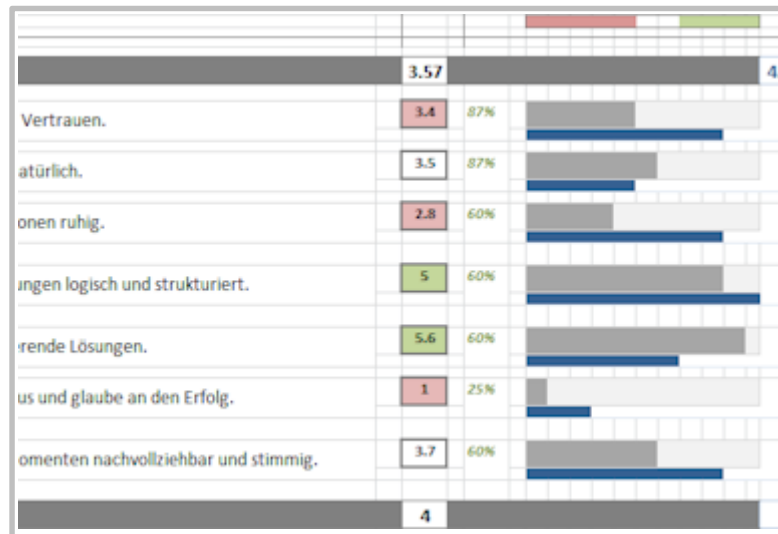 3.57 4
Vertrauen. 3.4 87%
atürlich. 3.5 87%
onen ruhig. 2.8 60%
ungen logisch und strukturiert. 5 60%
erende Lösungen. 5.6 60%
us und glaube an den Erfolg. 1 25%
omenten nachvollziehbar und stimmig. 3.7 60%
4